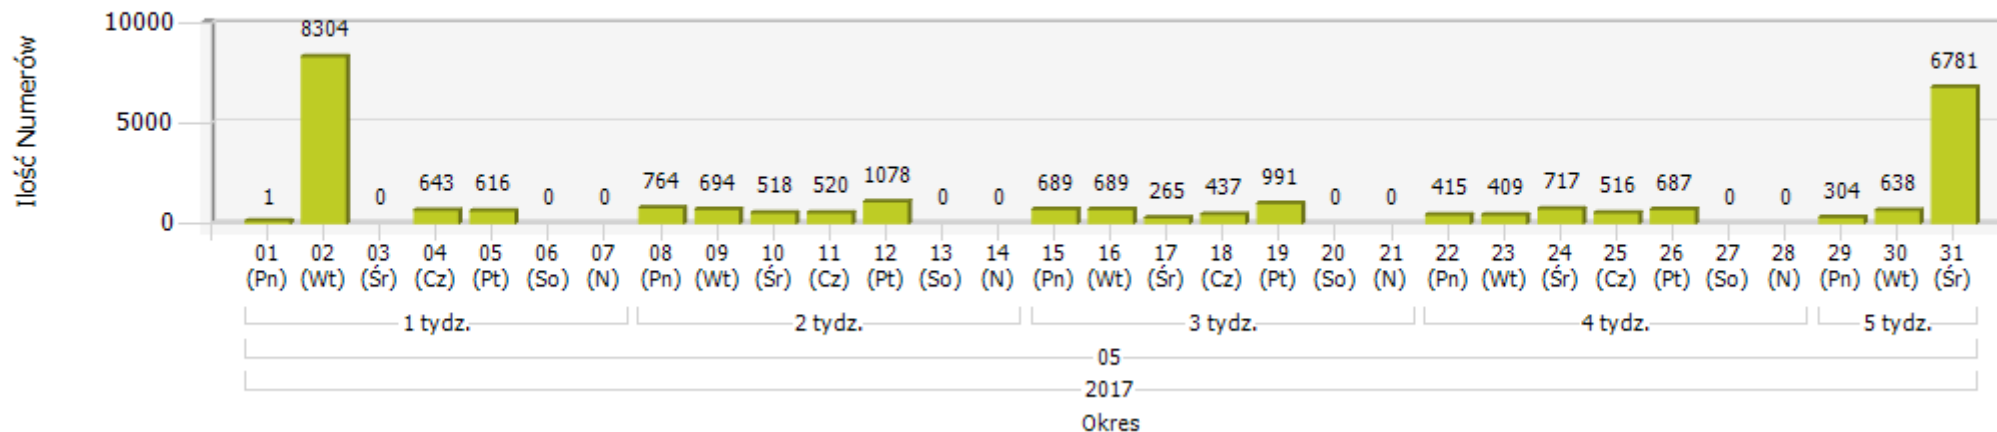 Ilość Numerów
10000
5000
0
1 8304 0 643 616 0 0 764 694 518 520 1078 0 0 689 689 265 437 991 0 0 415 409 717 516 687 0 0 304 638 6781
01 02 03 04 05 06 07 08 09 10 11 12 13 14 15 16 17 18 19 20 21 22 23 24 25 26 27 28 29 30 31
(Pn) (Wt) (Śr) (Cz) (Pt) (So) (N) (Pn) (Wt) (Śr) (Cz) (Pt) (So) (N) (Pn) (Wt) (Śr) (Cz) (Pt) (So) (N) (Pn) (Wt) (Śr) (Cz) (Pt) (So) (N) (Pn) (Wt) (Śr)
1 tydz. 2 tydz. 3 tydz. 4 tydz. 5 tydz.
05
2017
Okres